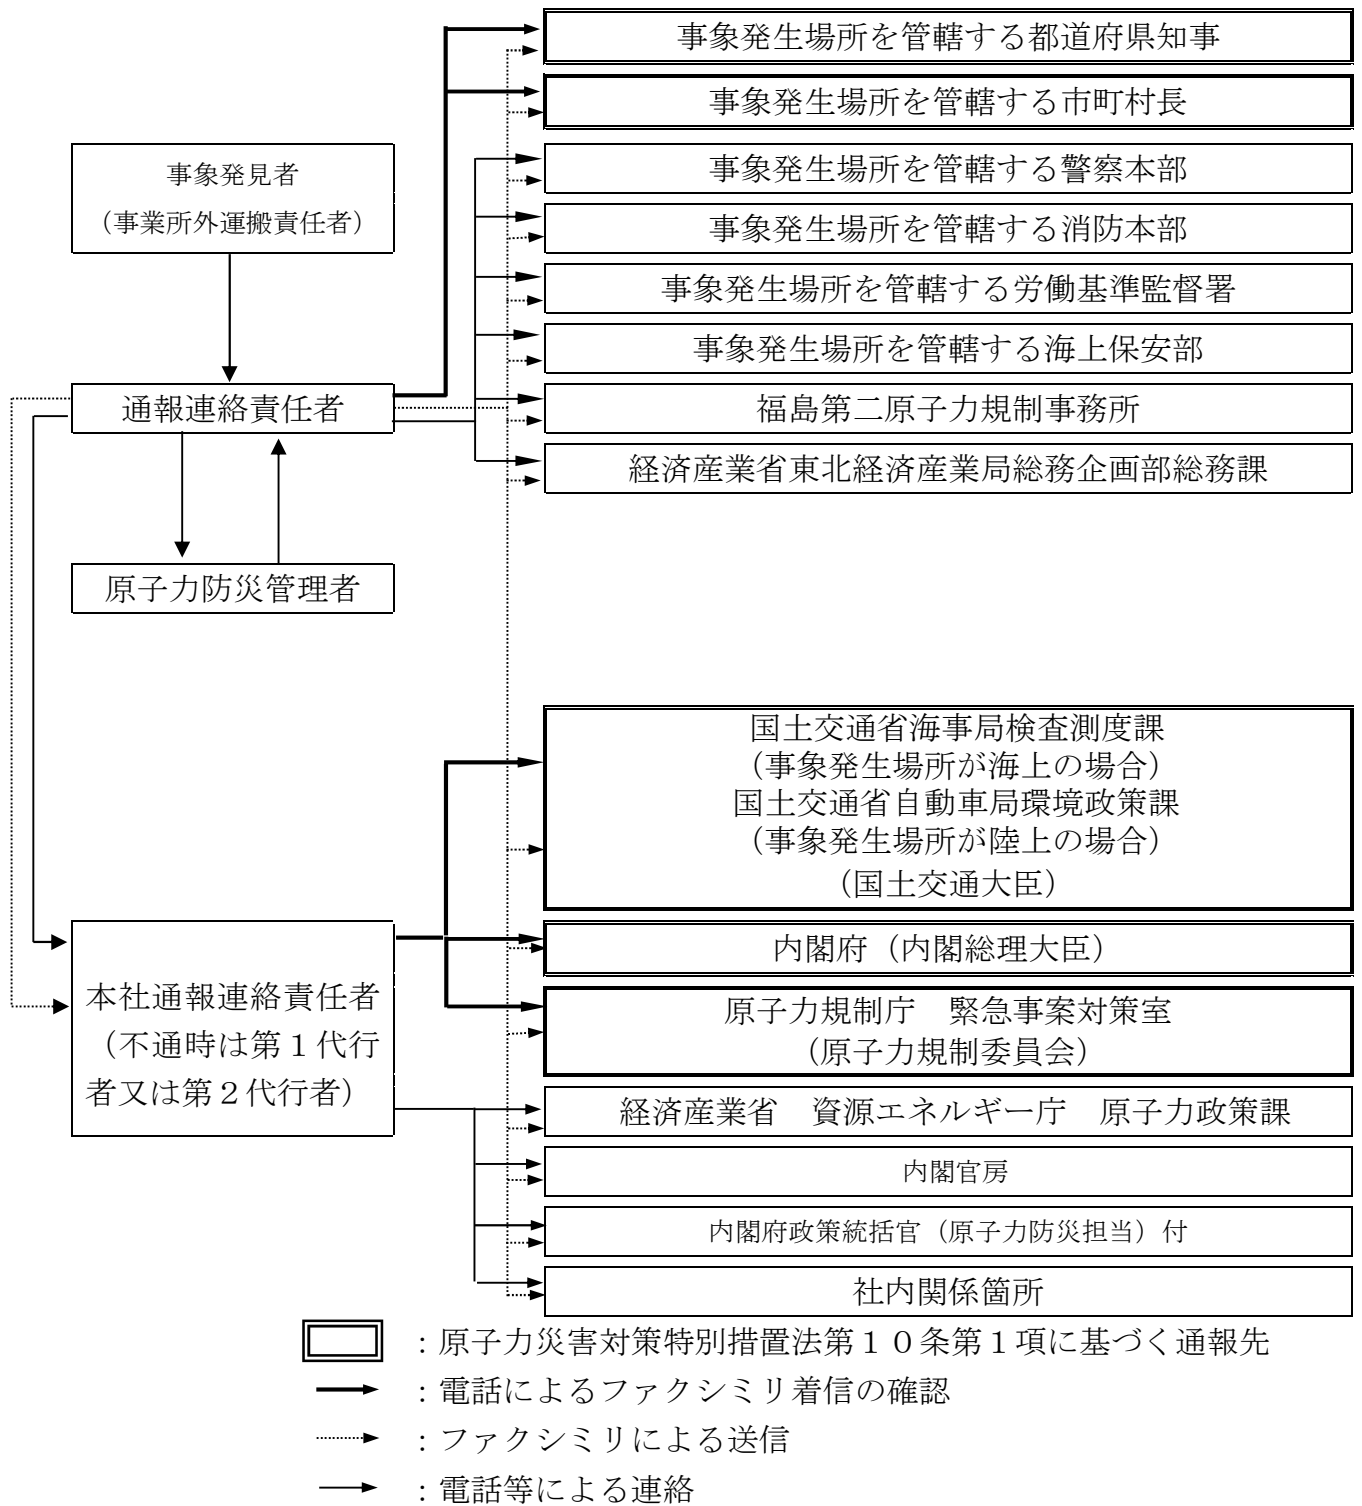 事象発生場所を管轄する都道府県知事
事象発生場所を管轄する市町村長
事象発見者
（事業所外運搬責任者）
事象発生場所を管轄する警察本部
事象発生場所を管轄する消防本部
事象発生場所を管轄する労働基準監督署
事象発生場所を管轄する海上保安部
通報連絡責任者
福島第二原子力規制事務所
経済産業省東北経済産業局総務企画部総務課
原子力防災管理者
国土交通省海事局検査測度課
（事象発生場所が海上の場合）
国土交通省自動車局環境政策課
（事象発生場所が陸上の場合）
（国土交通大臣）
内閣府（内閣総理大臣）
本社通報連絡責任者
（不通時は第１代行
者又は第２代行者）
原子力規制庁　緊急事案対策室
（原子力規制委員会）
経済産業省　資源エネルギー庁　原子力政策課
内閣官房
内閣府政策統括官（原子力防災担当）付
社内関係箇所
：原子力災害対策特別措置法第１０条第１項に基づく通報先
：電話によるファクシミリ着信の確認
：ファクシミリによる送信
：電話等による連絡